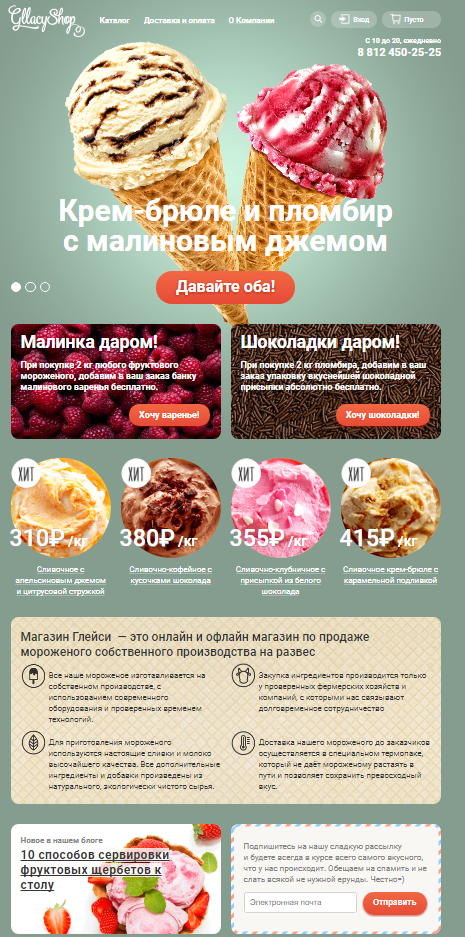 GllacyShop
Каталог Доставка и оплата О Компании
Вход Пусто
С 10 до 20, ежедневно
8 812 450-25-25
Крем-брюле и пломбир
с малиновым джемом
Давайте оба!
Малинка даром!
При покупке 2 кг любого фруктового
мороженого, добавим в ваш заказ банку
малинового варенья бесплатно.
Хочу варенье!
Шоколадки даром!
При покупке 2 кг пломбира, добавим в ваш
заказ упаковку вкуснейшей шоколадной
присыпки абсолютно бесплатно.
Хочу шоколадки!
ХИТ
310₽ /кг
Сливочное с
апельсиновым джемом
и цитрусовой стружкой
ХИТ
380₽ /кг
Сливочно-кофейное с
кусочками шоколада
ХИТ
355₽ /кг
Сливочно-клубничное с
присыпкой из белого
шоколада
ХИТ
415₽ /кг
Сливочное крем-брюле с
карамельной подливкой
Магазин Глейси — это онлайн и офлайн магазин по продаже
мороженого собственного производства на развес
Все наше мороженое изготавливается на
собственном производстве, с
использованием современного
оборудования и проверенных временем
технологий.
Закупка ингредиентов производится только
у проверенных фермерских хозяйств и
компаний, с которыми нас связывают
долговременное сотрудничество
Для приготовления мороженого
используются настоящие сливки и молоко
высочайшего качества. Все дополнительные
ингредиенты и добавки произведены из
натурального, экологически чистого сырья.
Доставка нашего мороженого до заказчиков
осуществляется в специальном термопаке,
который не даёт мороженому растаять в
пути и позволяет сохранить превосходный
вкус.
Новое в нашем блоге
10 способов сервировки
фруктовых щербетов к
столу
Подпишитесь на нашу сладкую рассылку
и будете всегда в курсе всего самого вкусного,
что у нас происходит. Обещаем на спамить и не
слать всякой не нужной ерунды. Честно=)
Электронная почта
Отправить